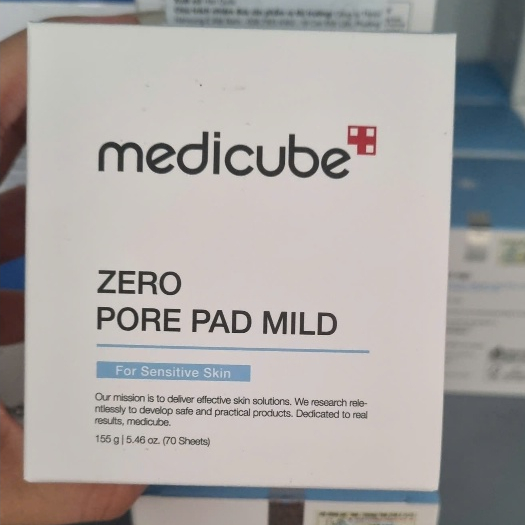 medicube
ZERO
PORE PAD MILD
For Sensitive Skin
Our mission is to deliver effective skin solutions. We research rele-
ntlessly to develop safe and practical products. Dedicated to real
results, medicube.
155 g | 5.46 oz. (70 Sheets)